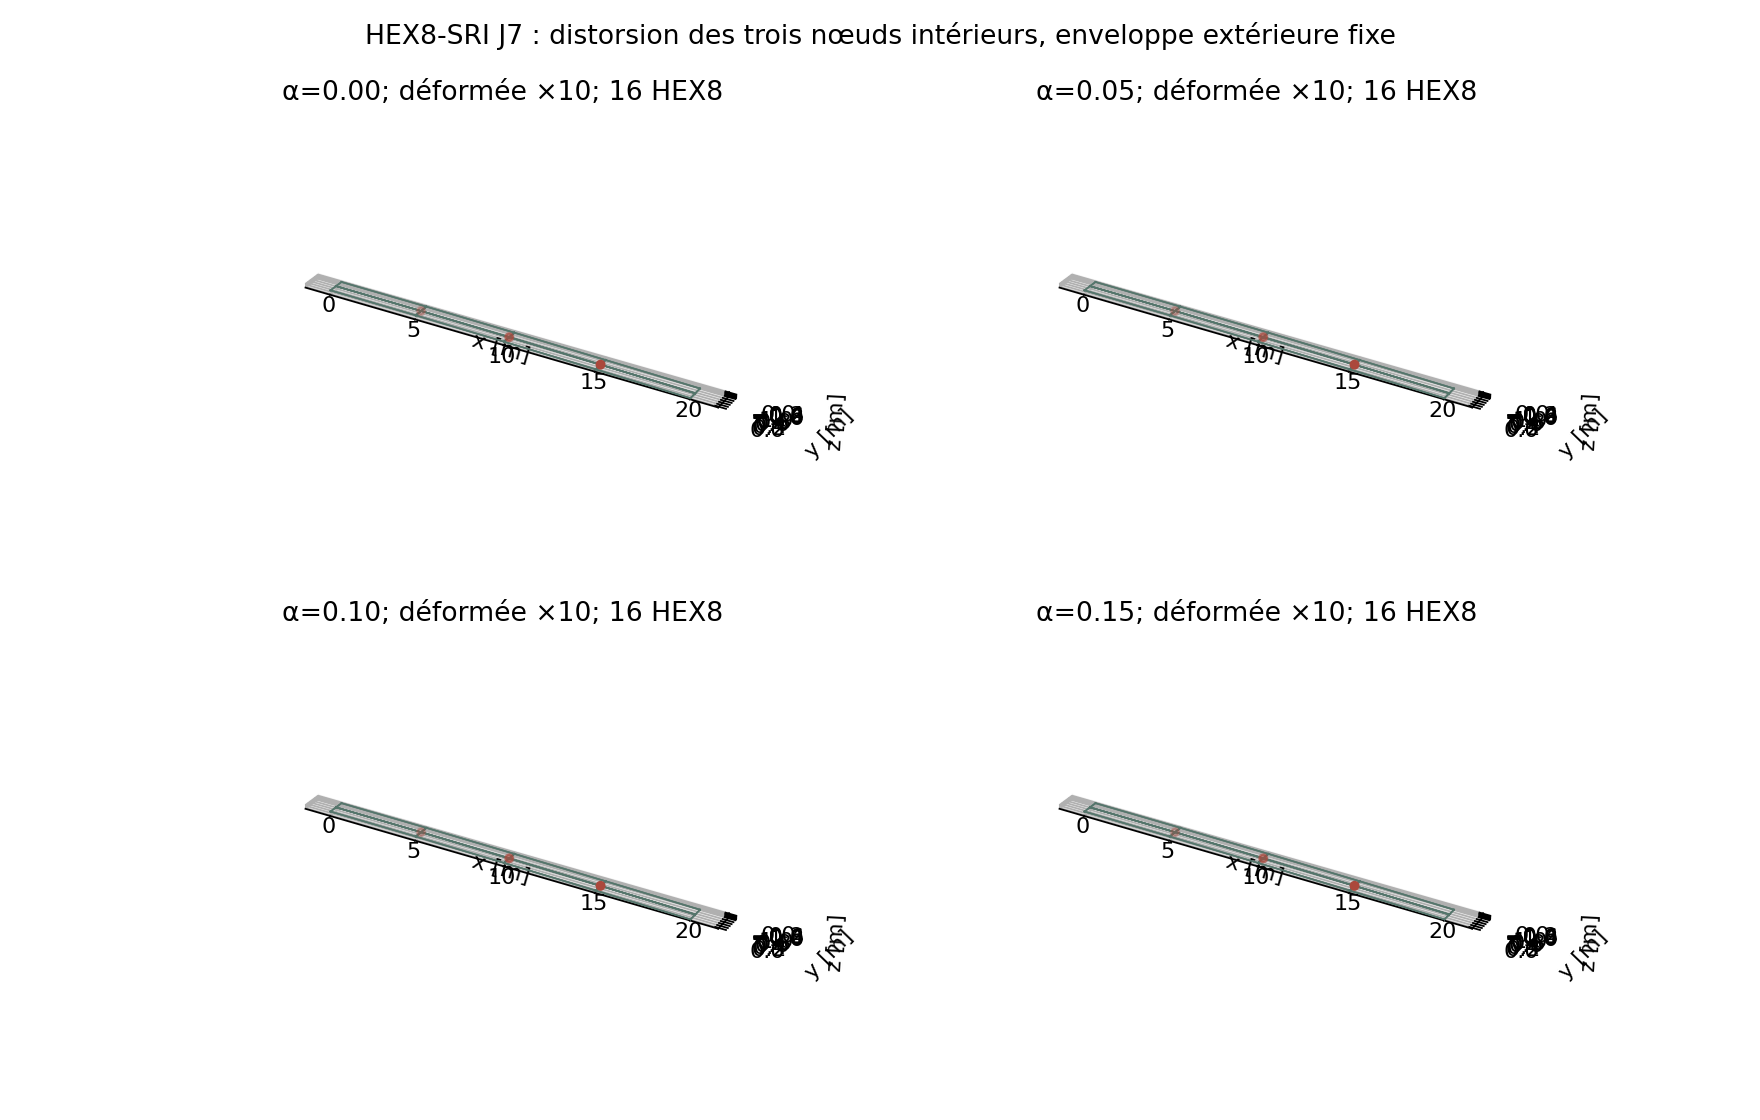 HEX8-SRI J7 : distorsion des trois nœuds intérieurs, enveloppe extérieure fixe
α=0.00; déformée ×10; 16 HEX8
α=0.05; déformée ×10; 16 HEX8
0
5
x [m]
10
15
20
y [m]
z [m]
0
5
x [m]
10
15
20
y [m]
z [m]
α=0.10; déformée ×10; 16 HEX8
α=0.15; déformée ×10; 16 HEX8
0
5
x [m]
10
15
20
y [m]
z [m]
0
5
x [m]
10
15
20
y [m]
z [m]